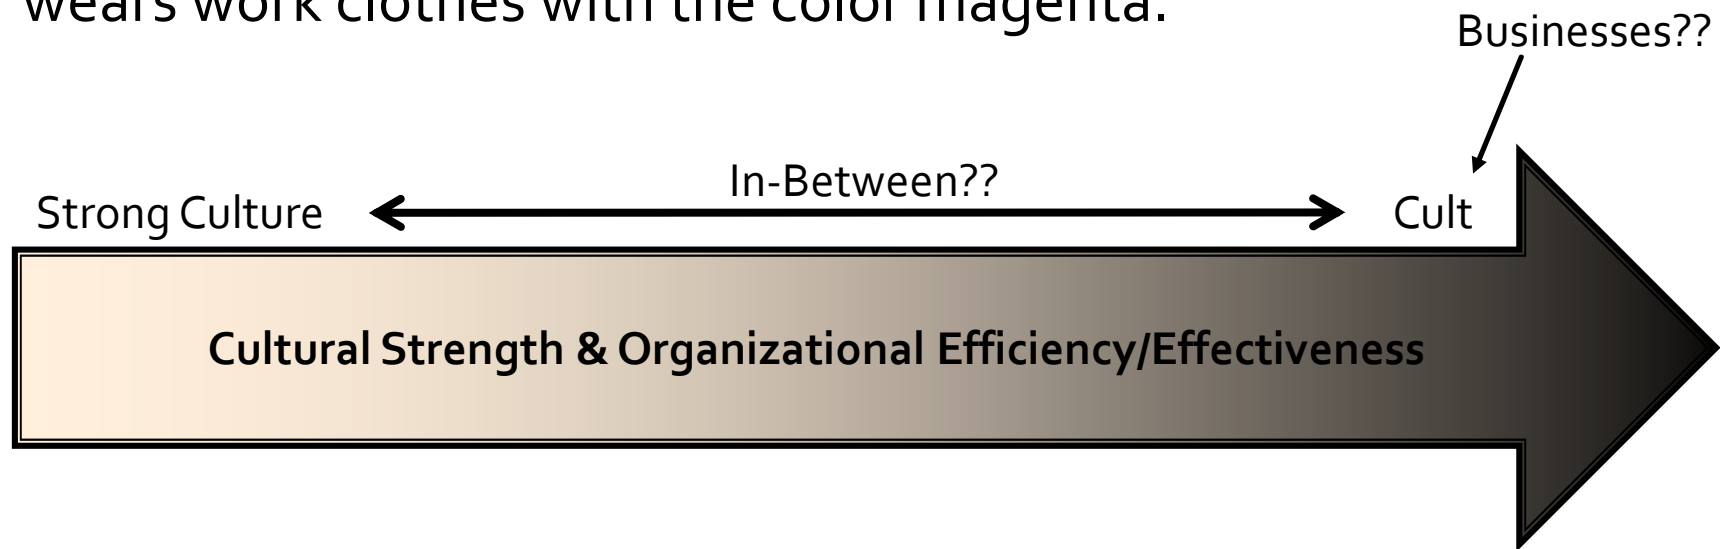 wears work clothes with the color magenta.
Businesses??
In-Between??
Strong Culture
Cult
Cultural Strength & Organizational Efficiency/Effectiveness